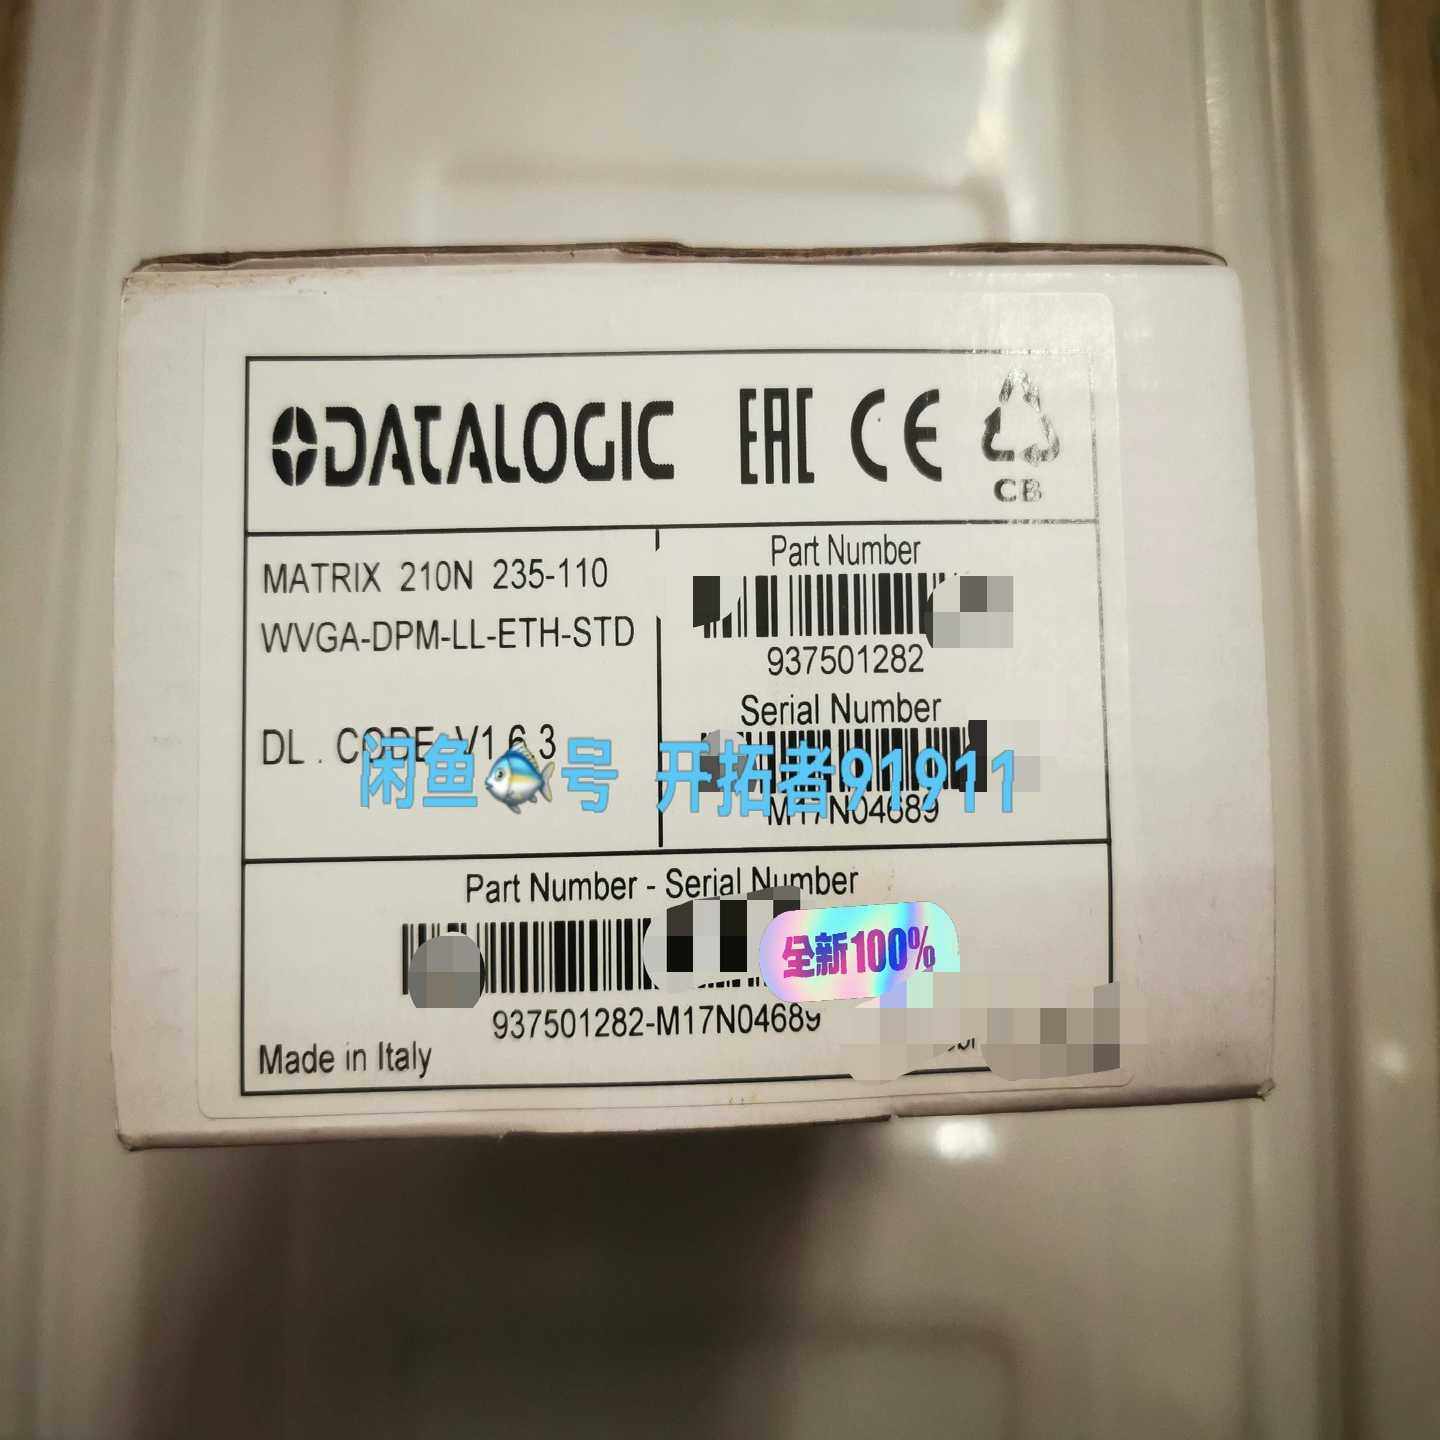 DATALOGIC EAC CE
CB
MATRIX 210N 235-110
WVGA-DPM-LL-ETH-STD
DL . CODE V1.6.3
Part Number
937501282
Serial Number
M17N04689
闲鱼🐟号 开拓者91911
Part Number - Serial Number
全新100%
937501282-M17N04689
Made in Italy